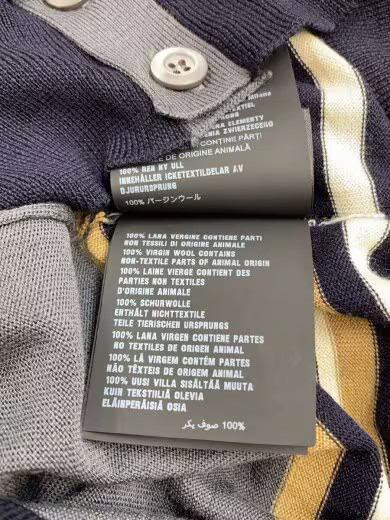 Milano
TEXTIEL
ELEMENTY
ZWIERZĘCEGO
CONȚINE PĂRȚI
DE ORIGINE ANIMALĂ
100% REN NY ULL
INNEHÅLLER ICKETEXTILDELAR AV
DJURURSPRUNG
100% バージンウール
100% LANA VERGINE CONTIENE PARTI
NON TESSILI DI ORIGINE ANIMALE
100% VIRGIN WOOL CONTAINS
NON-TEXTILE PARTS OF ANIMAL ORIGIN
100% LAINE VIERGE CONTIENT DES
PARTIES NON TEXTILES
D'ORIGINE ANIMALE
100% SCHURWOLLE
ENTHÄLT NICHTTEXTILE
TEILE TIERISCHEN URSPRUNGS
100% LANA VIRGEN CONTIENE PARTES
NO TEXTILES DE ORIGEN ANIMAL
100% LÃ VIRGEM CONTÉM PARTES
NÃO TÊXTEIS DE ORIGEM ANIMAL
100% UUSI VILLA SISÄLTÄÄ MUUTA
KUIN TEKSTIILIÄ OLEVIA
ELÄINPERÄISIÄ OSIA
100% صوف بكر